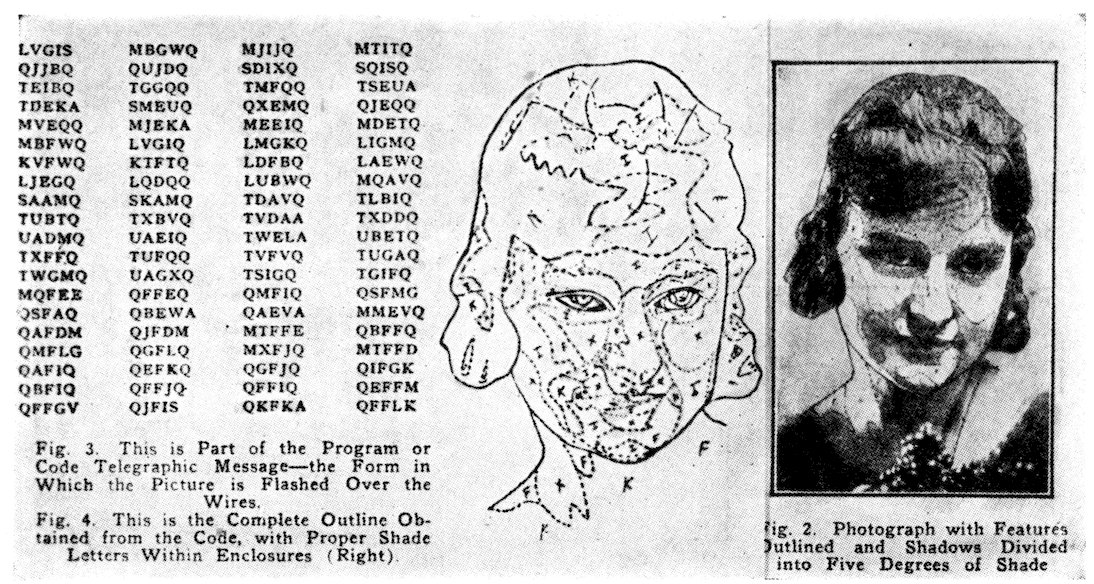 LVGIS MBGWQ MJIJQ MTITQ
QJJBQ QUJDQ SDIXQ SQISQ
TEIBQ TGGQQ TMFQQ TSEUA
TDEKA SMEUQ QXEMQ QJEQQ
MVEQQ MJEKA MEEIQ MDETQ
MBFWQ LVGIQ LMGKQ LIGMQ
KVFWQ KTFTQ LDFBQ LAEWQ
LJEGQ LQDQQ LUBWQ MQAVQ
SAAMQ SKAMQ TDAVQ TLBIQ
TUBTQ TXBVQ TVDAA TXDDQ
UADMQ UAEIQ TWELA UBETQ
TXFFQ TUFQQ TVFVQ TUGAQ
TWGMQ UAGXQ TSIGQ TGIFQ
MQFEE QFFEQ QMFIQ QSFMG
QSFAQ QBEWA QAEVA MMEVQ
QAFDM QJFDM MTFFE QBFFQ
QMFLG QGFLQ MXFJQ MTFFD
QAFIQ QEFKQ QGFJQ QIFGK
QBFIQ QFFJQ QFFIQ QEFFM
QFFGV QJFIS QKFKA QFFLK
Fig. 3. This is Part of the Program or
Code Telegraphic Message—the Form in
Which the Picture is Flashed Over the
Wires.
Fig. 4. This is the Complete Outline Ob-
tained from the Code, with Proper Shade
Letters Within Enclosures (Right).
F
K
K
Fig. 2. Photograph with Features
Outlined and Shadows Divided
into Five Degrees of Shade